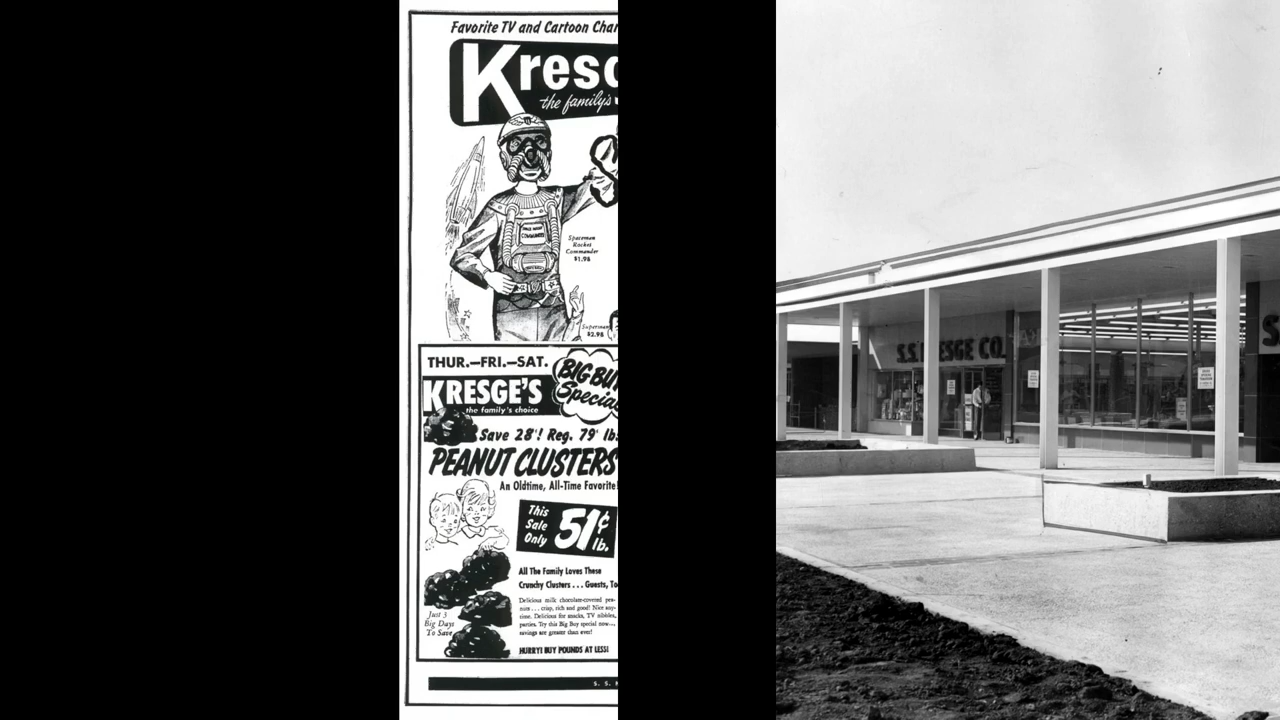 Favorite TV and Cartoon Char
Kresg
the family's
SPACE PATROL
COMMANDER
Spaceman
Rocket
Commander
$1.98
Superman
$2.98
THUR.—FRI.—SAT.
BIG BUY
Special
KRESGE'S
the family's choice
Save 28¢! Reg. 79¢ lb.
PEANUT CLUSTERS
An Oldtime, All-Time Favorite!
This
Sale
Only
51¢
lb.
All The Family Loves These
Crunchy Clusters . . . Guests, To
Delicious milk chocolate-covered pea-
nuts . . . crisp, rich and good! Nice any-
time. Delicious for snacks, TV nibbles,
parties. Try this Big Buy special now—
savings are greater than ever!
Just 3
Big Days
To Save
HURRY! BUY POUNDS AT LESS!
S. S.
S.S. KRESGE CO.
S